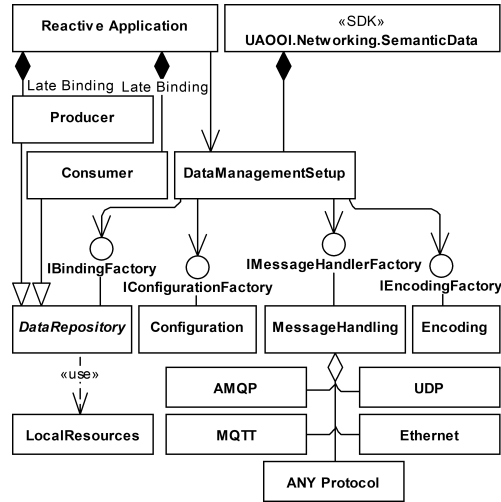 Reactive Application
«SDK»
UAOOI.Networking.SemanticData
Late Binding
Late Binding
Producer
Consumer
DataManagementSetup
IBindingFactory
IMessageHandlerFactory
IConfigurationFactory
IEncodingFactory
DataRepository
Configuration
MessageHandling
Encoding
«use»
AMQP
UDP
LocalResources
MQTT
Ethernet
ANY Protocol